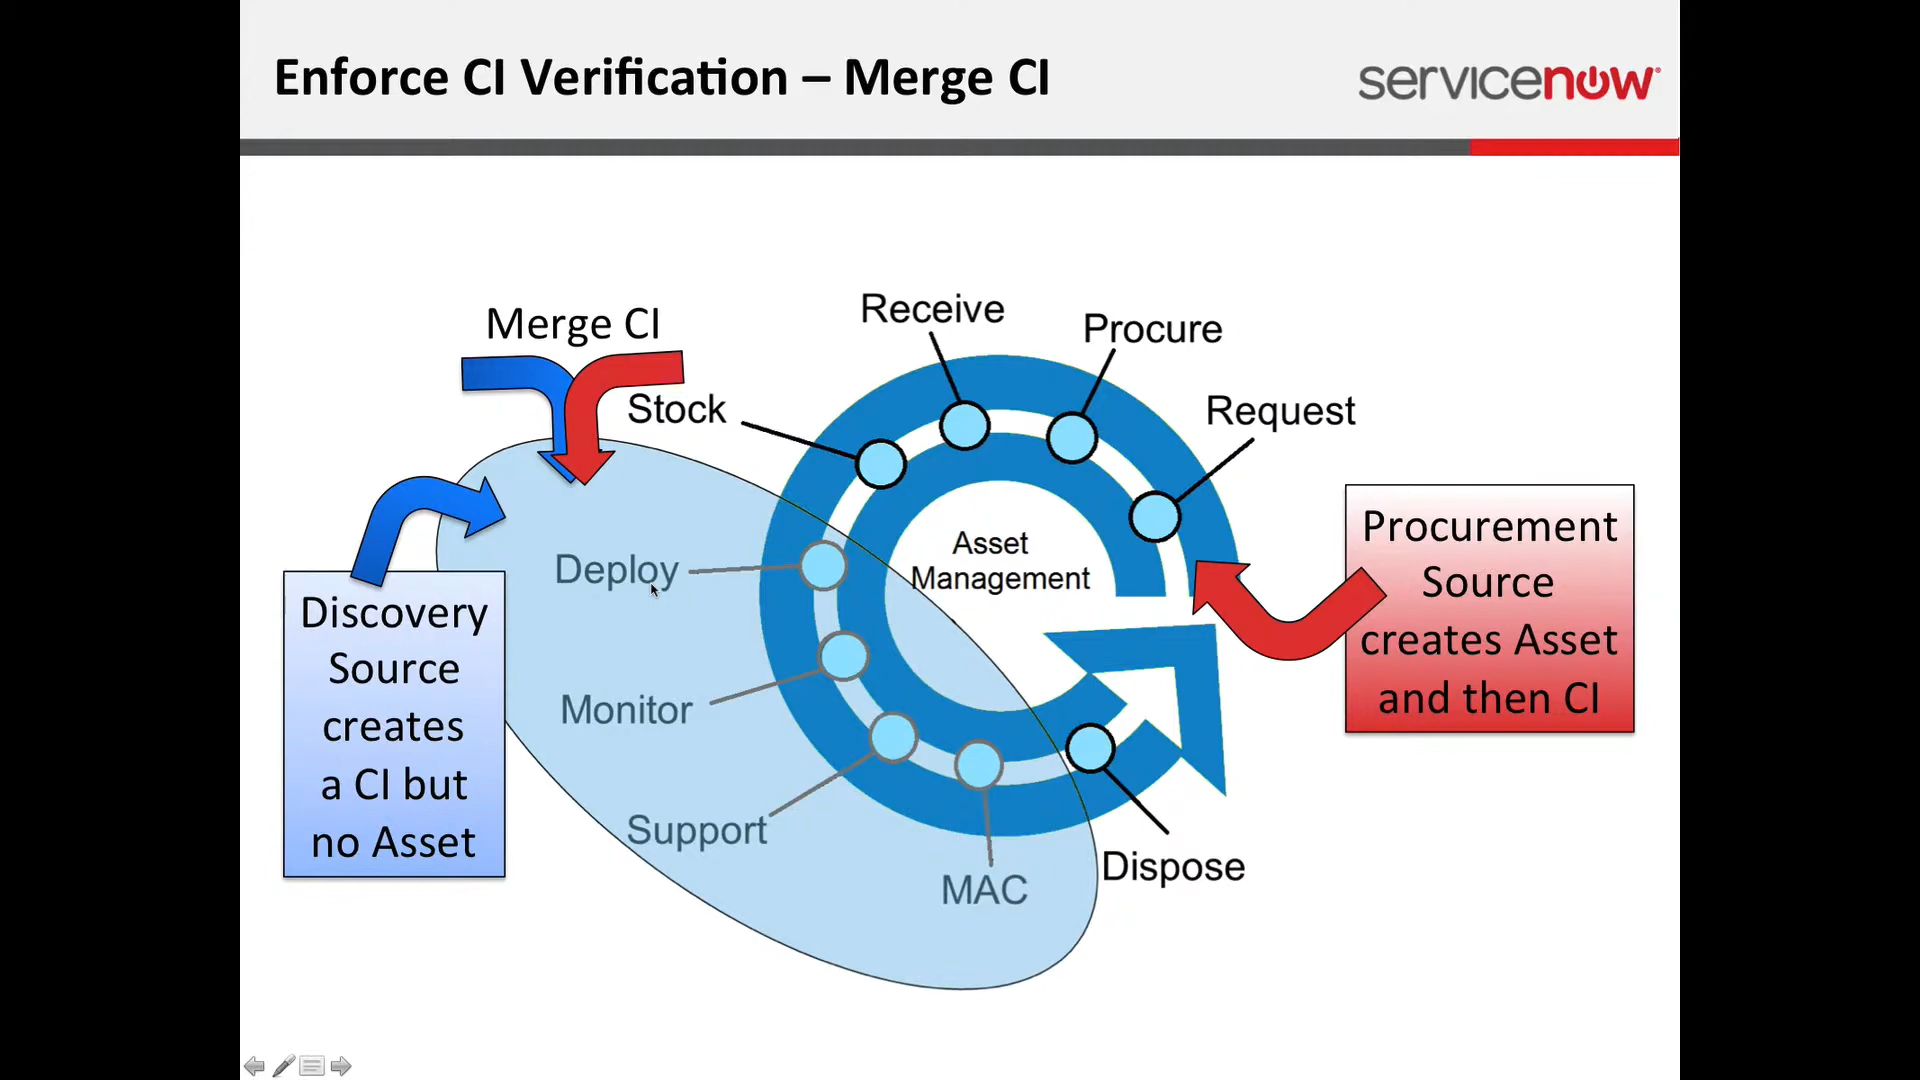 Enforce CI Verification – Merge CI
servicenow
Merge CI
Receive
Procure
Stock
Request
Asset
Management
Procurement
Source
creates Asset
and then CI
Deploy
Discovery
Source
creates
a CI but
no Asset
Monitor
Support
MAC
Dispose